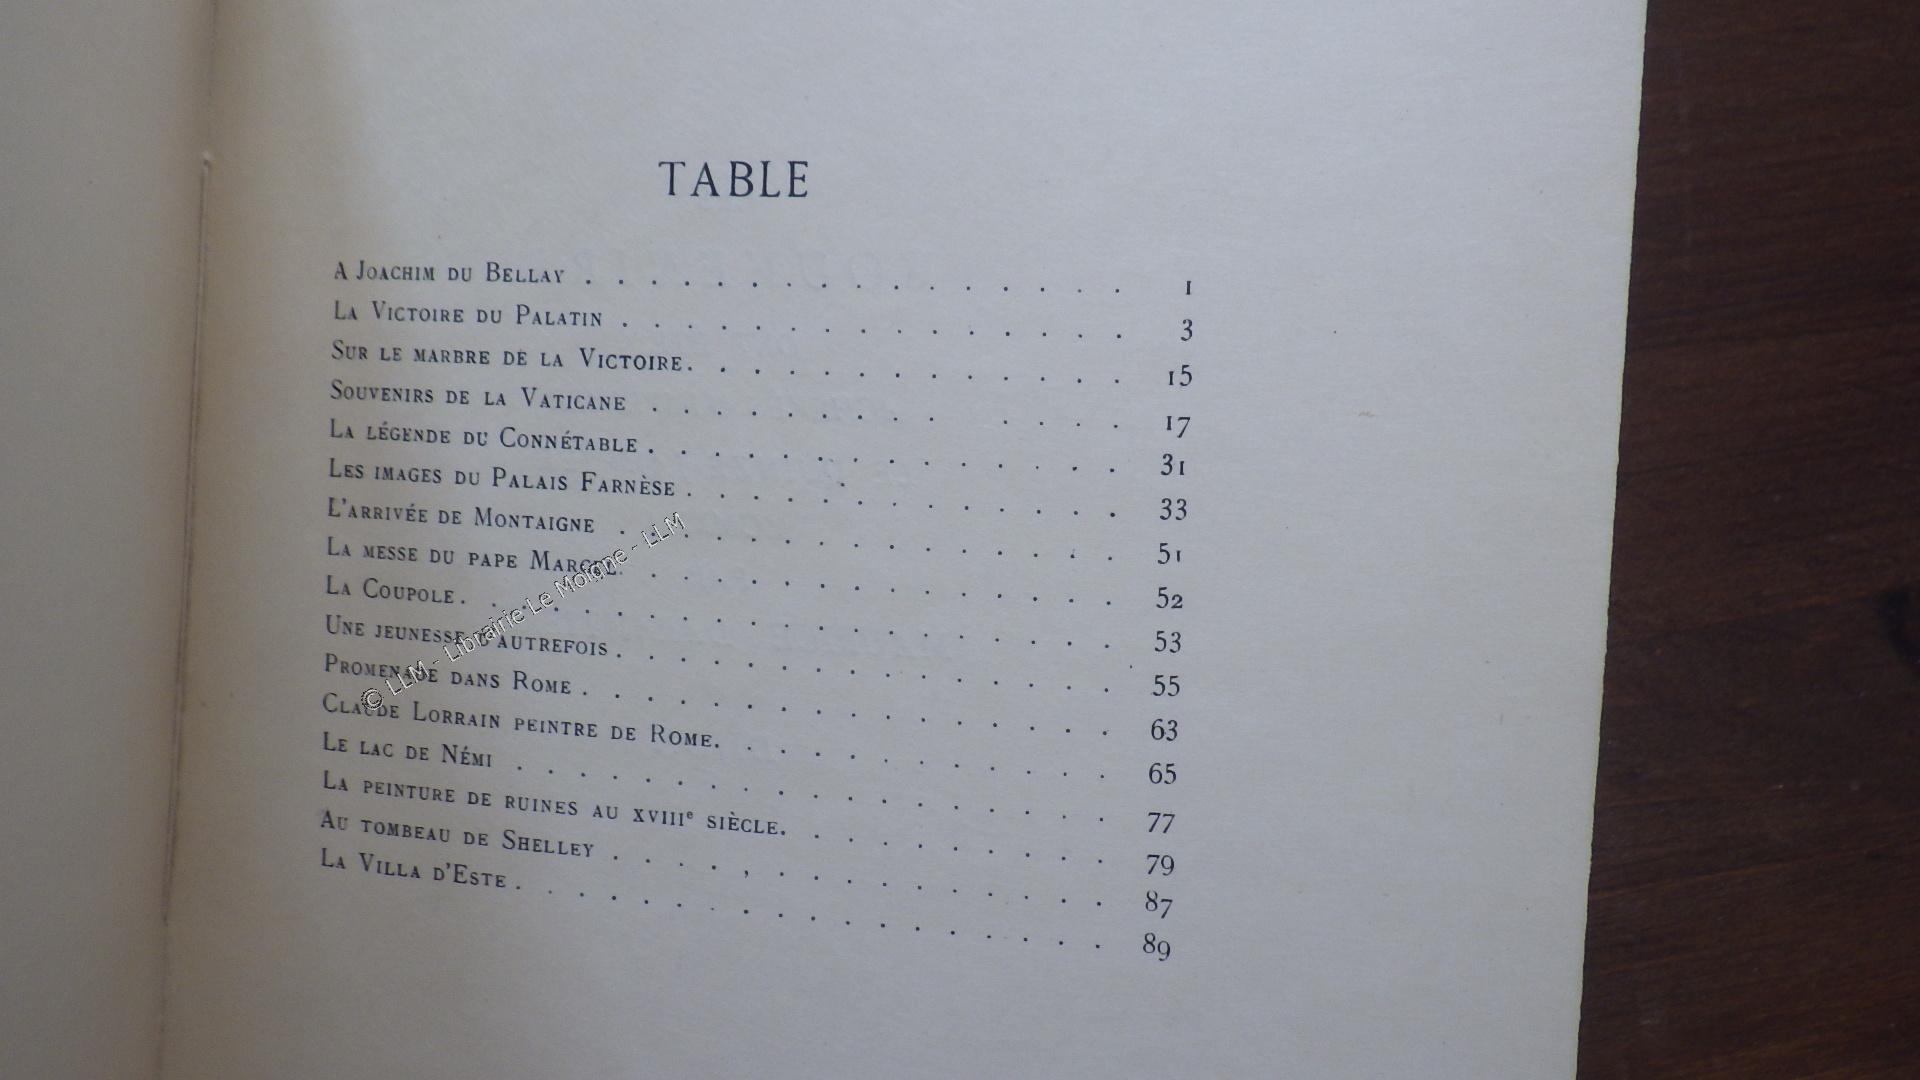 TABLE
A Joachim du Bellay . . . . . . . . . . . . . . . . . 1
La Victoire du Palatin . . . . . . . . . . . . . . . . 3
Sur le marbre de la Victoire. . . . . . . . . . . . . . 15
Souvenirs de la Vaticane . . . . . . . . . . . . . . 17
La légende du Connétable . . . . . . . . . . . . . . . 31
Les images du Palais Farnèse . . . . . . . . . . . . . . 33
L'arrivée de Montaigne . . . . . . . . . . . . . . . . 51
La messe du pape Marcel. . . . . . . . . . . . . . . . 52
La Coupole. . . . . . . . . . . . . . . . . . . . . 53
Une jeunesse d'autrefois . . . . . . . . . . . . . . . . 55
Promenade dans Rome . . . . . . . . . . . . . . . . . 63
Claude Lorrain peintre de Rome. . . . . . . . . . . . . 65
Le lac de Némi . . . . . . . . . . . . . . . . . . . 77
La peinture de ruines au XVIIIe siècle. . . . . . . . . . . 79
Au tombeau de Shelley . . . . , . . . . . . . . . . . 87
La Villa d'Este . . . . . . . . . . . . . . . . . . . 89
© LLM - Librairie Le Moigne - LLM